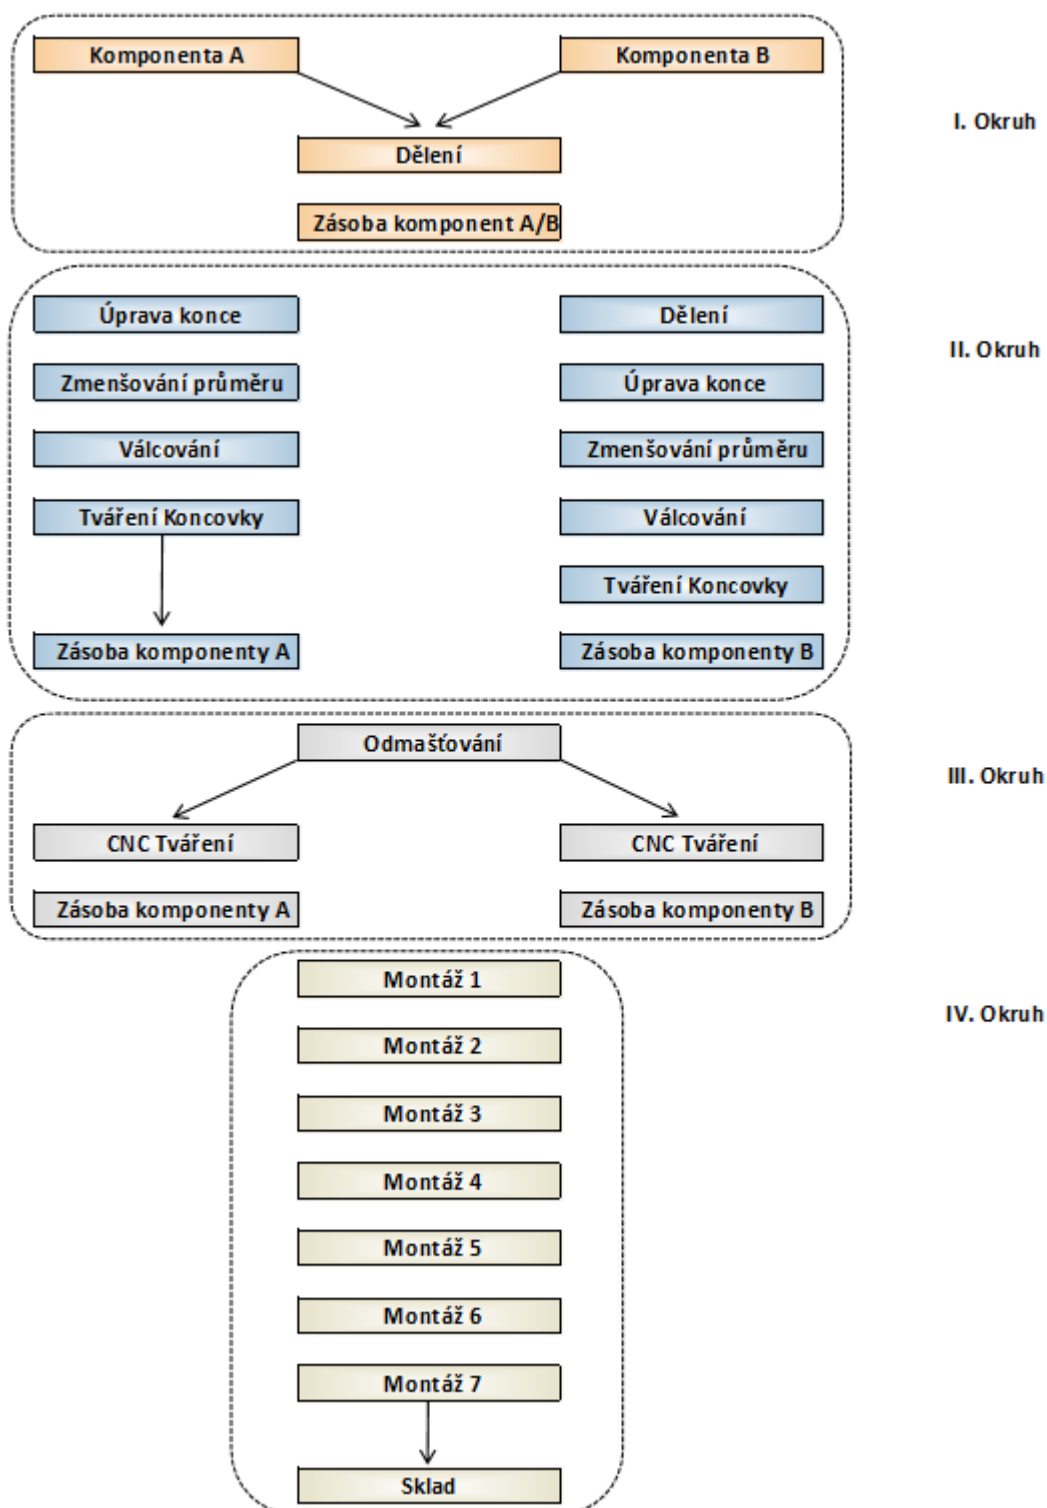 Komponenta A
Komponenta B
I. Okruh
Dělení
Zásoba komponent A/B
Úprava konce
Dělení
II. Okruh
Zmenšování průměru
Úprava konce
Válcování
Zmenšování průměru
Tváření Koncovky
Válcování
Tváření Koncovky
Zásoba komponenty A
Zásoba komponenty B
Odmašťování
III. Okruh
CNC Tváření
CNC Tváření
Zásoba komponenty A
Zásoba komponenty B
Montáž 1
IV. Okruh
Montáž 2
Montáž 3
Montáž 4
Montáž 5
Montáž 6
Montáž 7
Sklad